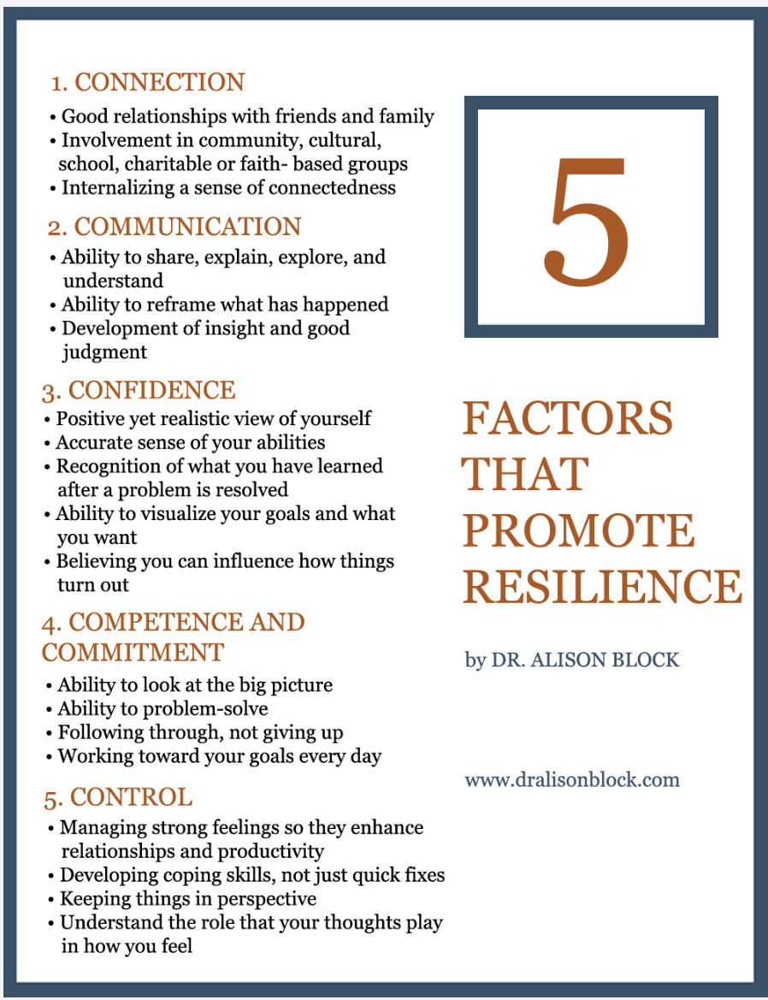 1. CONNECTION
• Good relationships with friends and family
• Involvement in community, cultural,
school, charitable or faith- based groups
• Internalizing a sense of connectedness
2. COMMUNICATION
• Ability to share, explain, explore, and
understand
• Ability to reframe what has happened
• Development of insight and good
judgment
3. CONFIDENCE
• Positive yet realistic view of yourself
• Accurate sense of your abilities
• Recognition of what you have learned
after a problem is resolved
• Ability to visualize your goals and what
you want
• Believing you can influence how things
turn out
4. COMPETENCE AND
COMMITMENT
• Ability to look at the big picture
• Ability to problem-solve
• Following through, not giving up
• Working toward your goals every day
5. CONTROL
• Managing strong feelings so they enhance
relationships and productivity
• Developing coping skills, not just quick fixes
• Keeping things in perspective
• Understand the role that your thoughts play
in how you feel
5
FACTORS
THAT
PROMOTE
RESILIENCE
by DR. ALISON BLOCK
www.dralisonblock.com